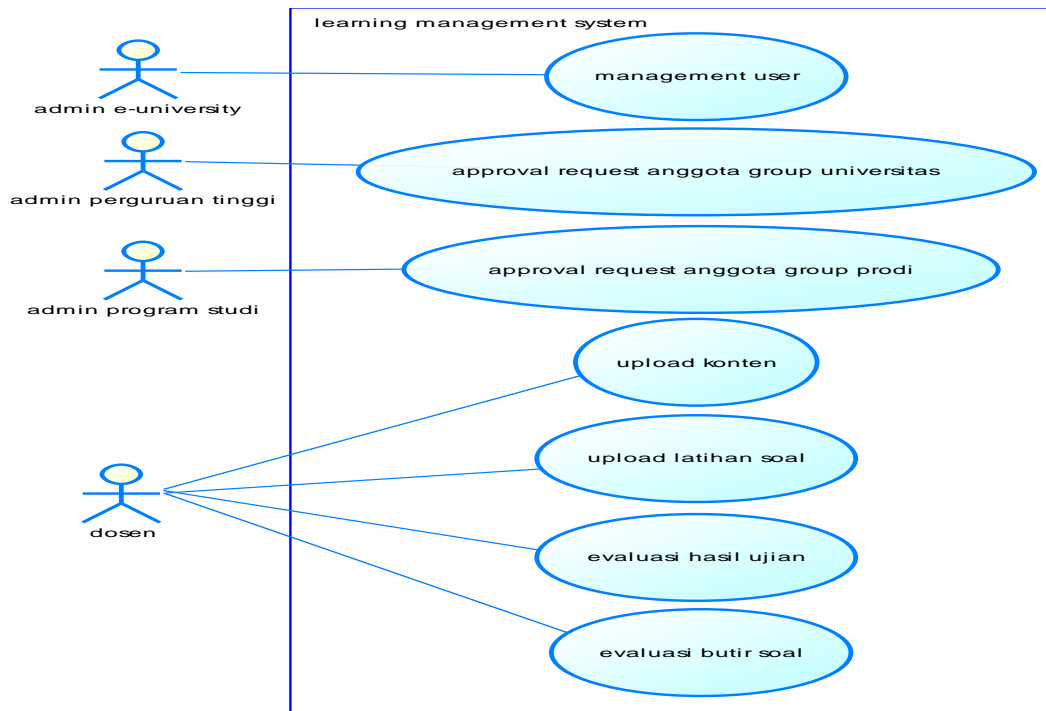 learning management system
management user
admin e-university
approval request anggota group universitas
admin perguruan tinggi
approval request anggota group prodi
admin program studi
upload konten
upload latihan soal
dosen
evaluasi hasil ujian
evaluasi butir soal